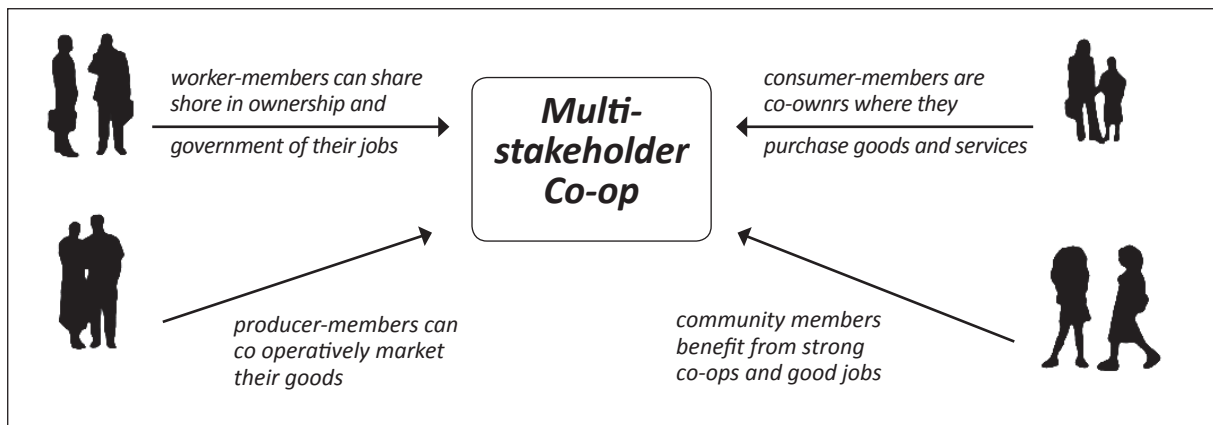 worker-members can share
shore in ownership and
government of their jobs
Multi-
stakeholder
Co-op
consumer-members are
co-ownrs where they
purchase goods and services
producer-members can
co operatively market
their goods
community members
benefit from strong
co-ops and good jobs